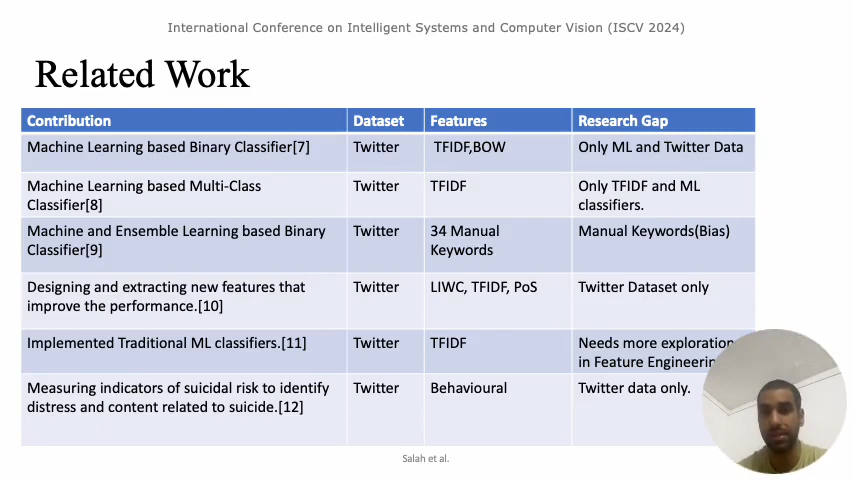 International Conference on Intelligent Systems and Computer Vision (ISCV 2024)
Related Work
Contribution Dataset Features Research Gap
Machine Learning based Binary Classifier[7] Twitter TFIDF,BOW Only ML and Twitter Data
Machine Learning based Multi-Class Twitter TFIDF Only TFIDF and ML
Classifier[8] classifiers.
Machine and Ensemble Learning based Binary Twitter 34 Manual Manual Keywords(Bias)
Classifier[9] Keywords
Designing and extracting new features that Twitter LIWC, TFIDF, PoS Twitter Dataset only
improve the performance.[10]
Implemented Traditional ML classifiers.[11] Twitter TFIDF Needs more exploration
in Feature
Measuring indicators of suicidal risk to identify Twitter Behavioural Twitter data only.
distress and content related to suicide.[12]
Salah et al.